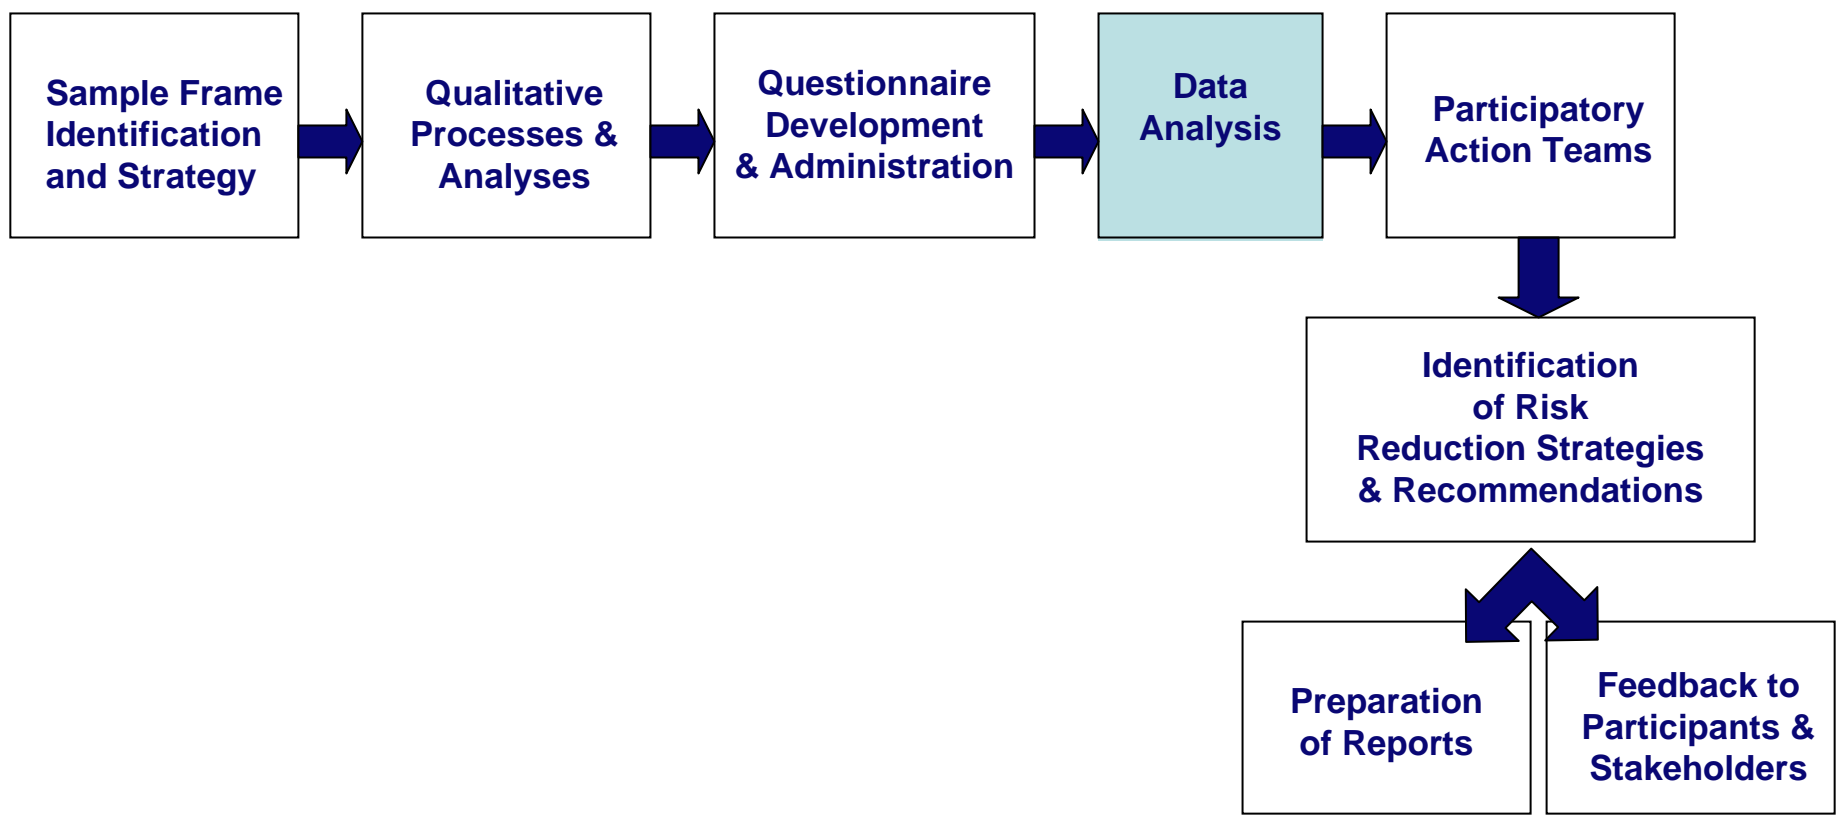 Sample Frame
Identification
and Strategy
Qualitative
Processes &
Analyses
Questionnaire
Development
& Administration
Data
Analysis
Participatory
Action Teams
Identification
of Risk
Reduction Strategies
& Recommendations
Preparation
of Reports
Feedback to
Participants &
Stakeholders